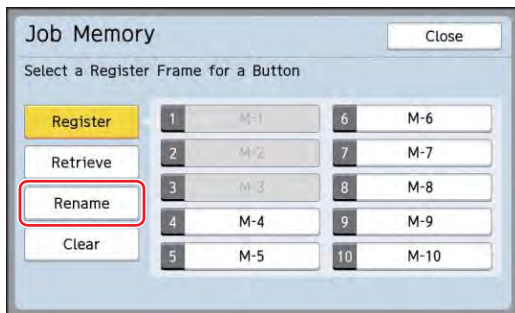 Job Memory
Close
Select a Register Frame for a Button
Register
Retrieve
Rename
Clear
1 M-1
2 M-2
3 M-3
4 M-4
5 M-5
6 M-6
7 M-7
8 M-8
9 M-9
10 M-10